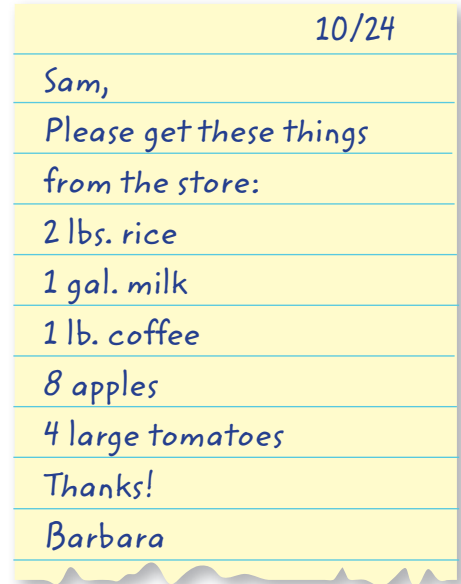 10/24
Sam,
Please get these things
from the store:
2 lbs. rice
1 gal. milk
1 lb. coffee
8 apples
4 large tomatoes
Thanks!
Barbara